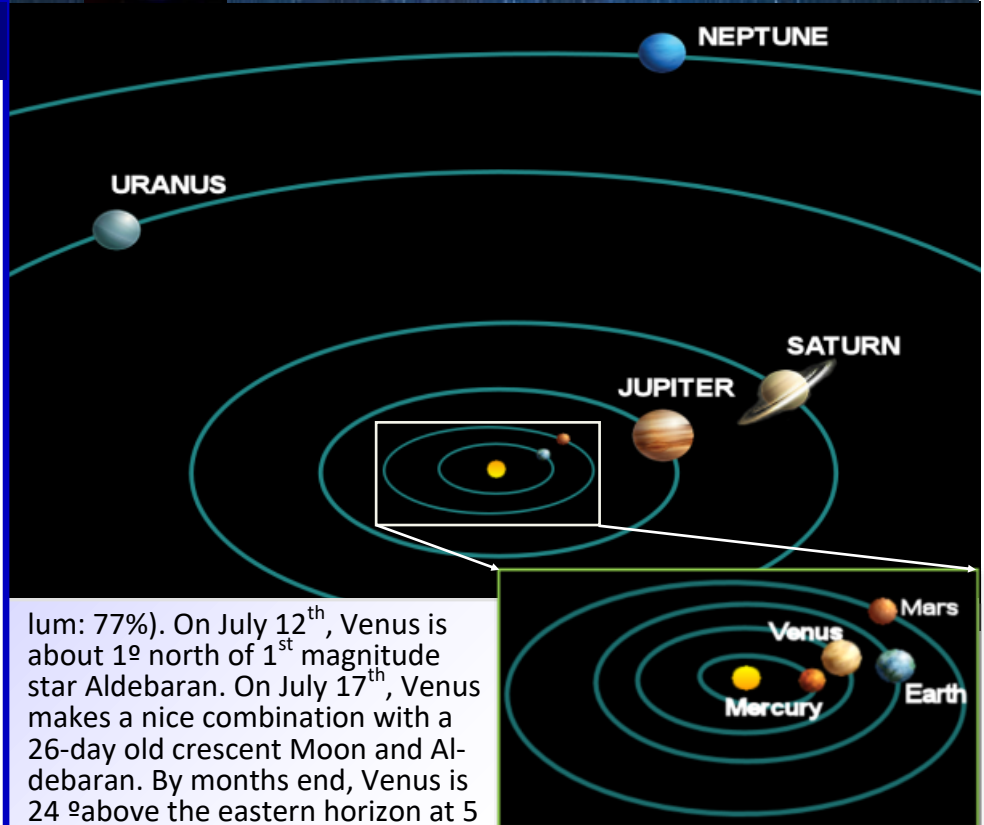 NEPTUNE
URANUS
SATURN
JUPITER
Mars
Venus
Earth
Mercury
lum: 77%). On July 12th, Venus is
about 1º north of 1st magnitude
star Aldebaran. On July 17th, Venus
makes a nice combination with a
26-day old crescent Moon and Al-
debaran. By months end, Venus is
24 ºabove the eastern horizon at 5